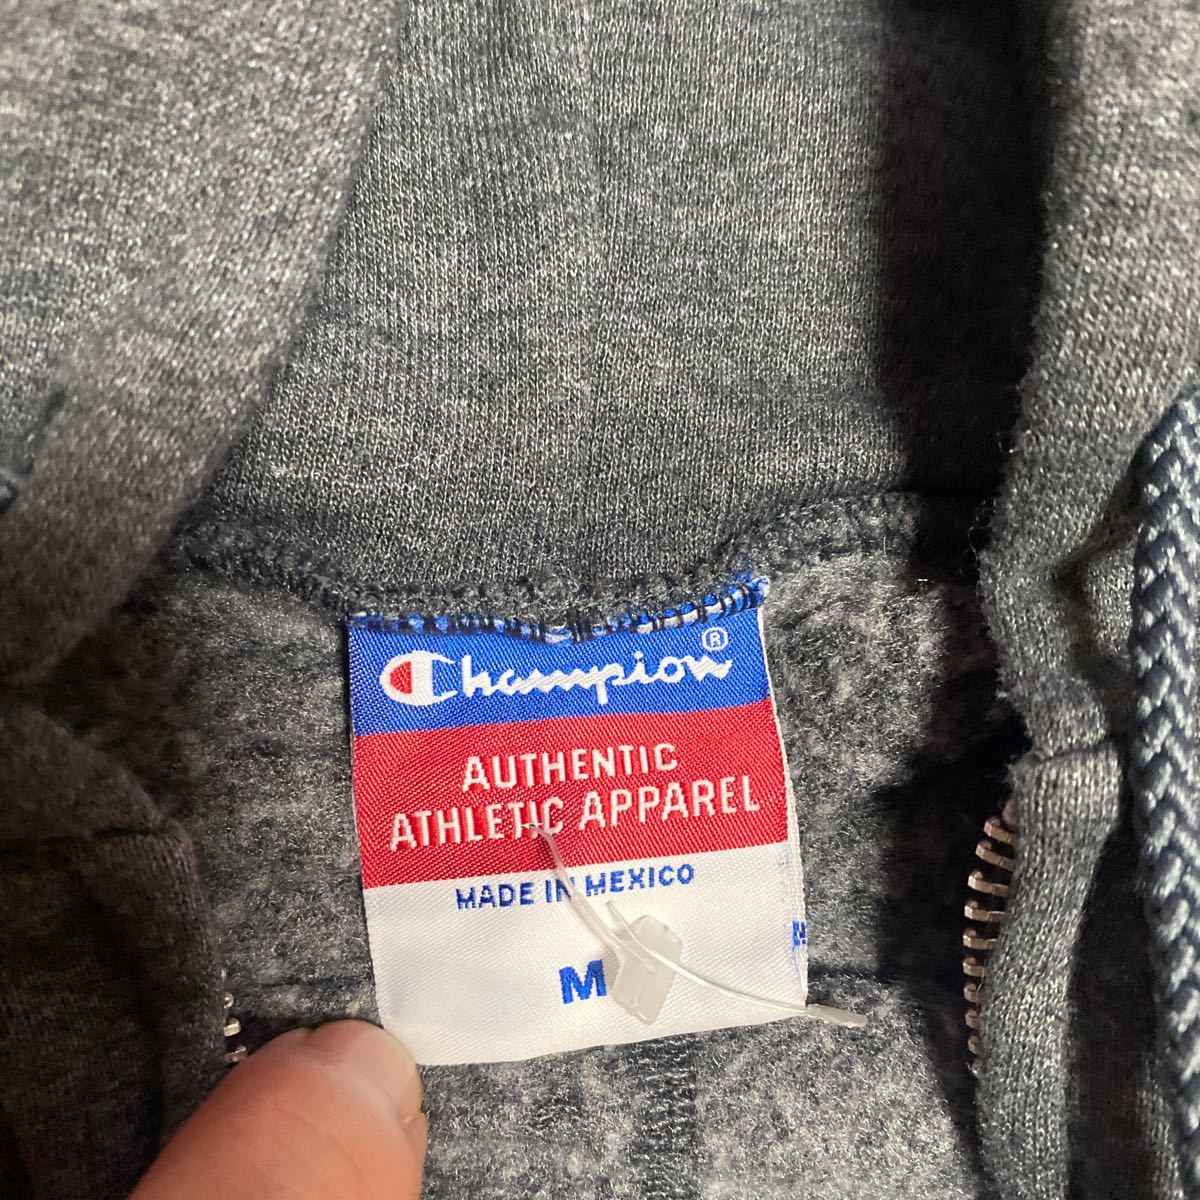 Champion®
AUTHENTIC
ATHLETIC APPAREL
MADE IN MEXICO
M